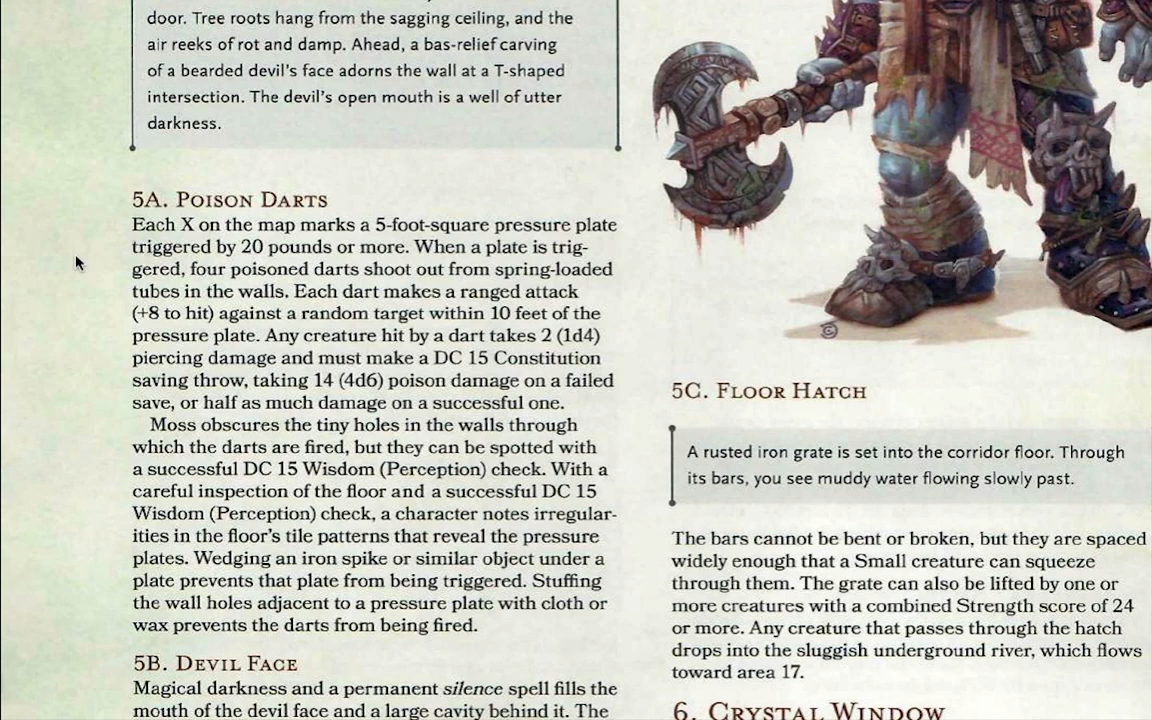 door. Tree roots hang from the sagging ceiling, and the
air reeks of rot and damp. Ahead, a bas-relief carving
of a bearded devil's face adorns the wall at a T-shaped
intersection. The devil's open mouth is a well of utter
darkness.
5A. Poison Darts
Each X on the map marks a 5-foot-square pressure plate
triggered by 20 pounds or more. When a plate is trig-
gered, four poisoned darts shoot out from spring-loaded
tubes in the walls. Each dart makes a ranged attack
(+8 to hit) against a random target within 10 feet of the
pressure plate. Any creature hit by a dart takes 2 (1d4)
piercing damage and must make a DC 15 Constitution
saving throw, taking 14 (4d6) poison damage on a failed
save, or half as much damage on a successful one.
Moss obscures the tiny holes in the walls through
which the darts are fired, but they can be spotted with
a successful DC 15 Wisdom (Perception) check. With a
careful inspection of the floor and a successful DC 15
Wisdom (Perception) check, a character notes irregular-
ities in the floor's tile patterns that reveal the pressure
plates. Wedging an iron spike or similar object under a
plate prevents that plate from being triggered. Stuffing
the wall holes adjacent to a pressure plate with cloth or
wax prevents the darts from being fired.
5B. Devil Face
Magical darkness and a permanent silence spell fills the
mouth of the devil face and a large cavity behind it. The
5C. Floor Hatch
A rusted iron grate is set into the corridor floor. Through
its bars, you see muddy water flowing slowly past.
The bars cannot be bent or broken, but they are spaced
widely enough that a Small creature can squeeze
through them. The grate can also be lifted by one or
more creatures with a combined Strength score of 24
or more. Any creature that passes through the hatch
drops into the sluggish underground river, which flows
toward area 17.
6. Crystal Window